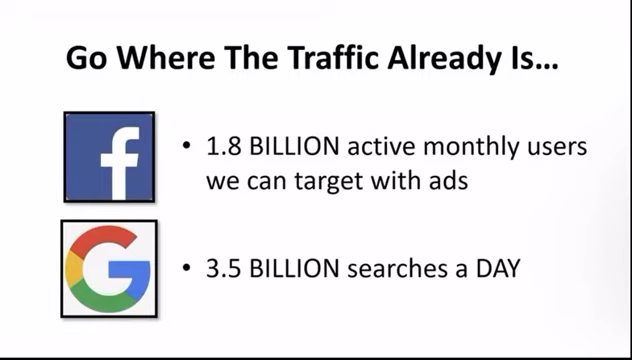 Go Where The Traffic Already Is...
• 1.8 BILLION active monthly users
we can target with ads
• 3.5 BILLION searches a DAY